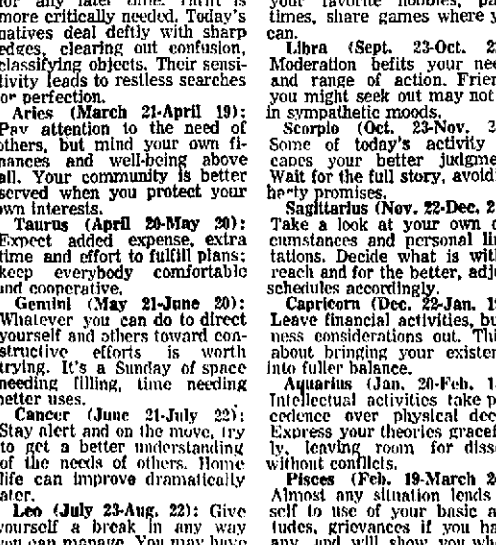 for any later time. Thrift is
more critically needed. Today's
natives deal deftly with sharp
edges, clearing out confusion,
classifying objects. Their sensi-
tivity leads to restless searches
for perfection.
Aries (March 21-April 19):
Pay attention to the need of
others, but mind your own fi-
nances and well-being above
all. Your community is better
served when you protect your
own interests.
Taurus (April 20-May 20):
Expect added expense, extra
time and effort to fulfill plans;
keep everybody comfortable
and cooperative.
Gemini (May 21-June 20):
Whatever you can do to direct
yourself and others toward con-
structive efforts is worth
trying. It's a Sunday of space
needing filling, time needing
better uses.
Cancer (June 21-July 22):
Stay alert and on the move, try
to get a better understanding
of the needs of others. Home
life can improve dramatically
later.
Leo (July 23-Aug. 22): Give
yourself a break in any way
you can manage. You may have
your favorite hobbies,
times, share games where y
can.
Libra (Sept. 23-Oct. 2
Moderation befits your nee
and range of action. Frien
you might seek out may not
in sympathetic moods.
Scorpio (Oct. 23-Nov. 
Some of today's activity
capes your better judgme
Wait for the full story, avoid
hasty promises.
Sagittarius (Nov. 22-Dec. 2
Take a look at your own c
cumstances and personal li
tations. Decide what is wit
reach and for the better, adj
schedules accordingly.
Capricorn (Dec. 22-Jan. 1
Leave financial activities, bu
ness considerations out. Thi
about bringing your existen
into fuller balance.
Aquarius (Jan. 20-Feb. 1
Intellectual activities take p
cedence over physical dec
Express your theories gracef
ly, leaving room for diss
without conflicts.
Pisces (Feb. 19-March 2
Almost any situation lends
self to use of your basic a
tudes, grievances if you ha
any, and will show you wh